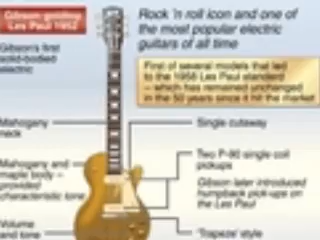 Gibson goldtop
Les Paul 1952
Gibson's first
solid-bodied
electric
Rock 'n roll icon and one of
the most popular electric
guitars of all time
First of several models that led
to the 1958 Les Paul standard
– which has remained unchanged
in the 50 years since it hit the market
Mahogany
neck
Single cutaway
Mahogany and
maple body –
provided
characteristic tone
Two P-90 single coil
pickups
Gibson later introduced
humpback pick-ups on
the Les Paul
Volume
and tone
'Trapeze' style